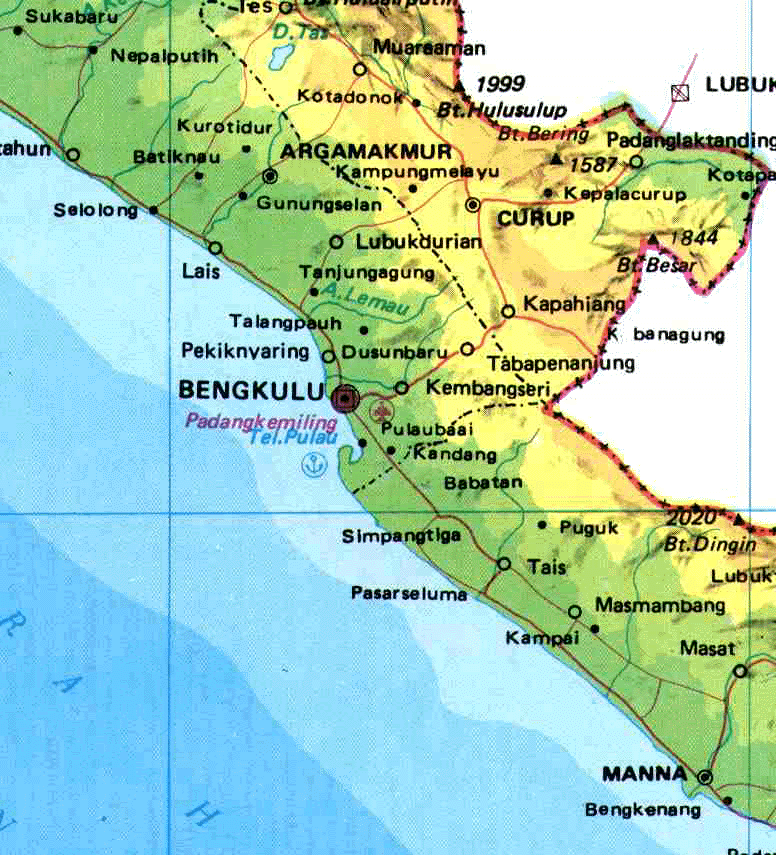 Tes
Sukabaru
D.Tas
Nepalputih
Muaraaman
1999
Bt.Hulusulup
LUBUK
Kotadonok
Kurotidur
Bt.Bering
Padanglaktanding
tahun
Batiknau
ARGAMAKMUR
1587
Kampungmelayu
Kotapa
Kepalacurup
Selolong
Gunungselan
CURUP
Lubukdurian
1844
Bt.Besar
Lais
Tanjungagung
A.Lemau
Kapahiang
Talangpauh
K banagung
Pekiknyaring
Dusunbaru
Tabapenanjung
BENGKULU
Kembangseri
Padangkemiling
Pulaubaai
Tel.Pulau
Kandang
Babatan
2020
Simpangtiga
Puguk
Bt.Dingin
Tais
Lubuk
Pasarseluma
Masmambang
Kampai
Masat
R
A
MANNA
Bengkenang
H
N